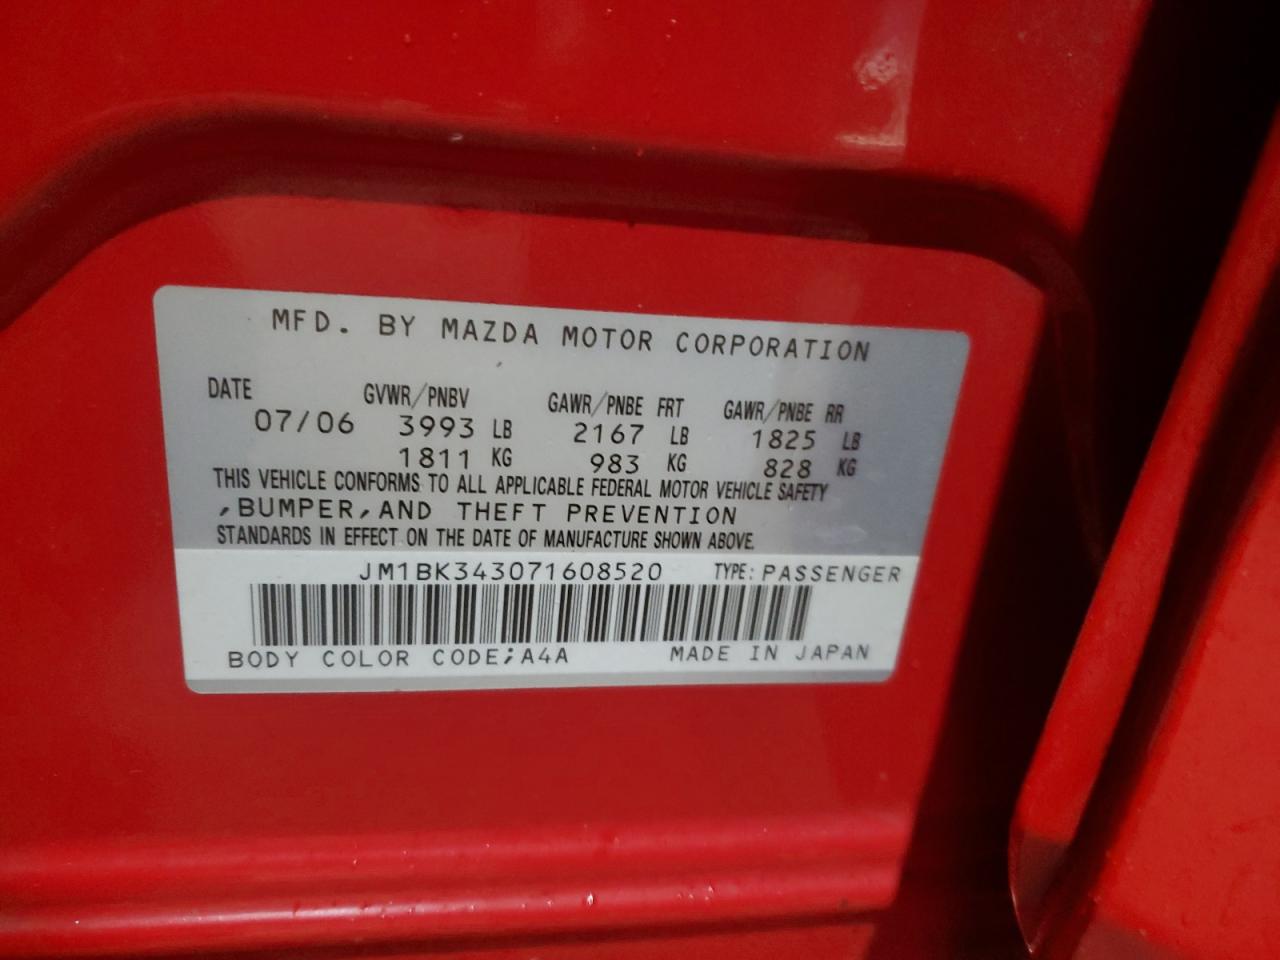 MFD. BY MAZDA MOTOR CORPORATION
DATE GVWR/PNBV GAWR/PNBE FRT GAWR/PNBE RR
07/06 3993 LB 2167 LB 1825 LB
1811 KG 983 KG 828 KG
THIS VEHICLE CONFORMS TO ALL APPLICABLE FEDERAL MOTOR VEHICLE SAFETY
,BUMPER,AND THEFT PREVENTION
STANDARDS IN EFFECT ON THE DATE OF MANUFACTURE SHOWN ABOVE.
JM1BK343071608520 TYPE: PASSENGER
BODY COLOR CODE;A4A MADE IN JAPAN